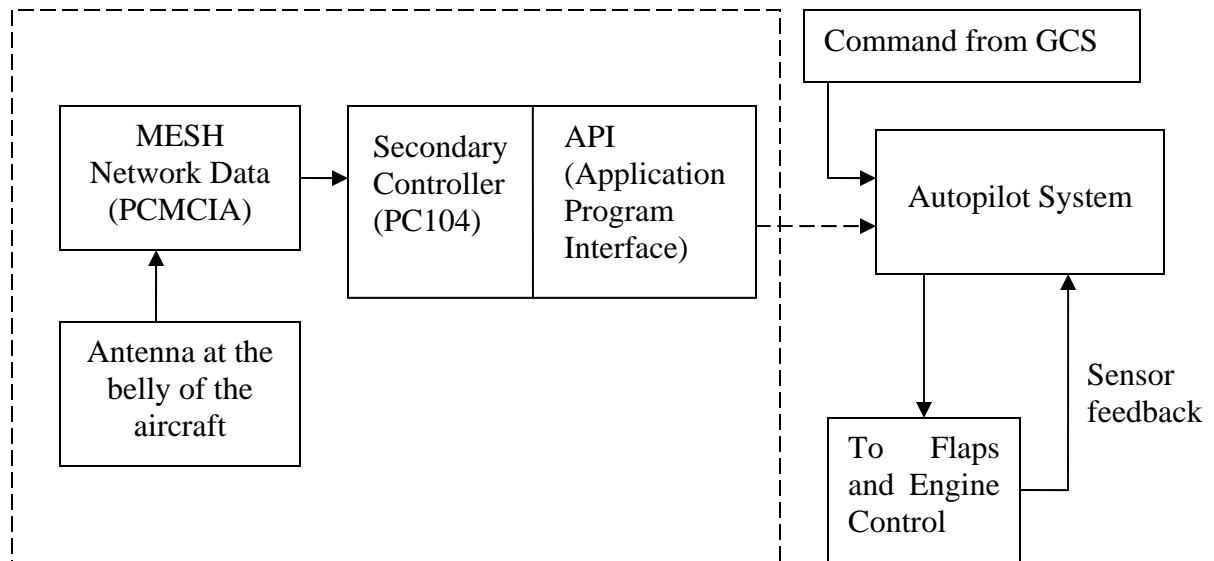 Command from GCS
MESH
Network Data
(PCMCIA)
Secondary
Controller
(PC104)
API
(Application
Program
Interface)
Autopilot System
Antenna at the
belly of the
aircraft
Sensor
feedback
To Flaps
and Engine
Control